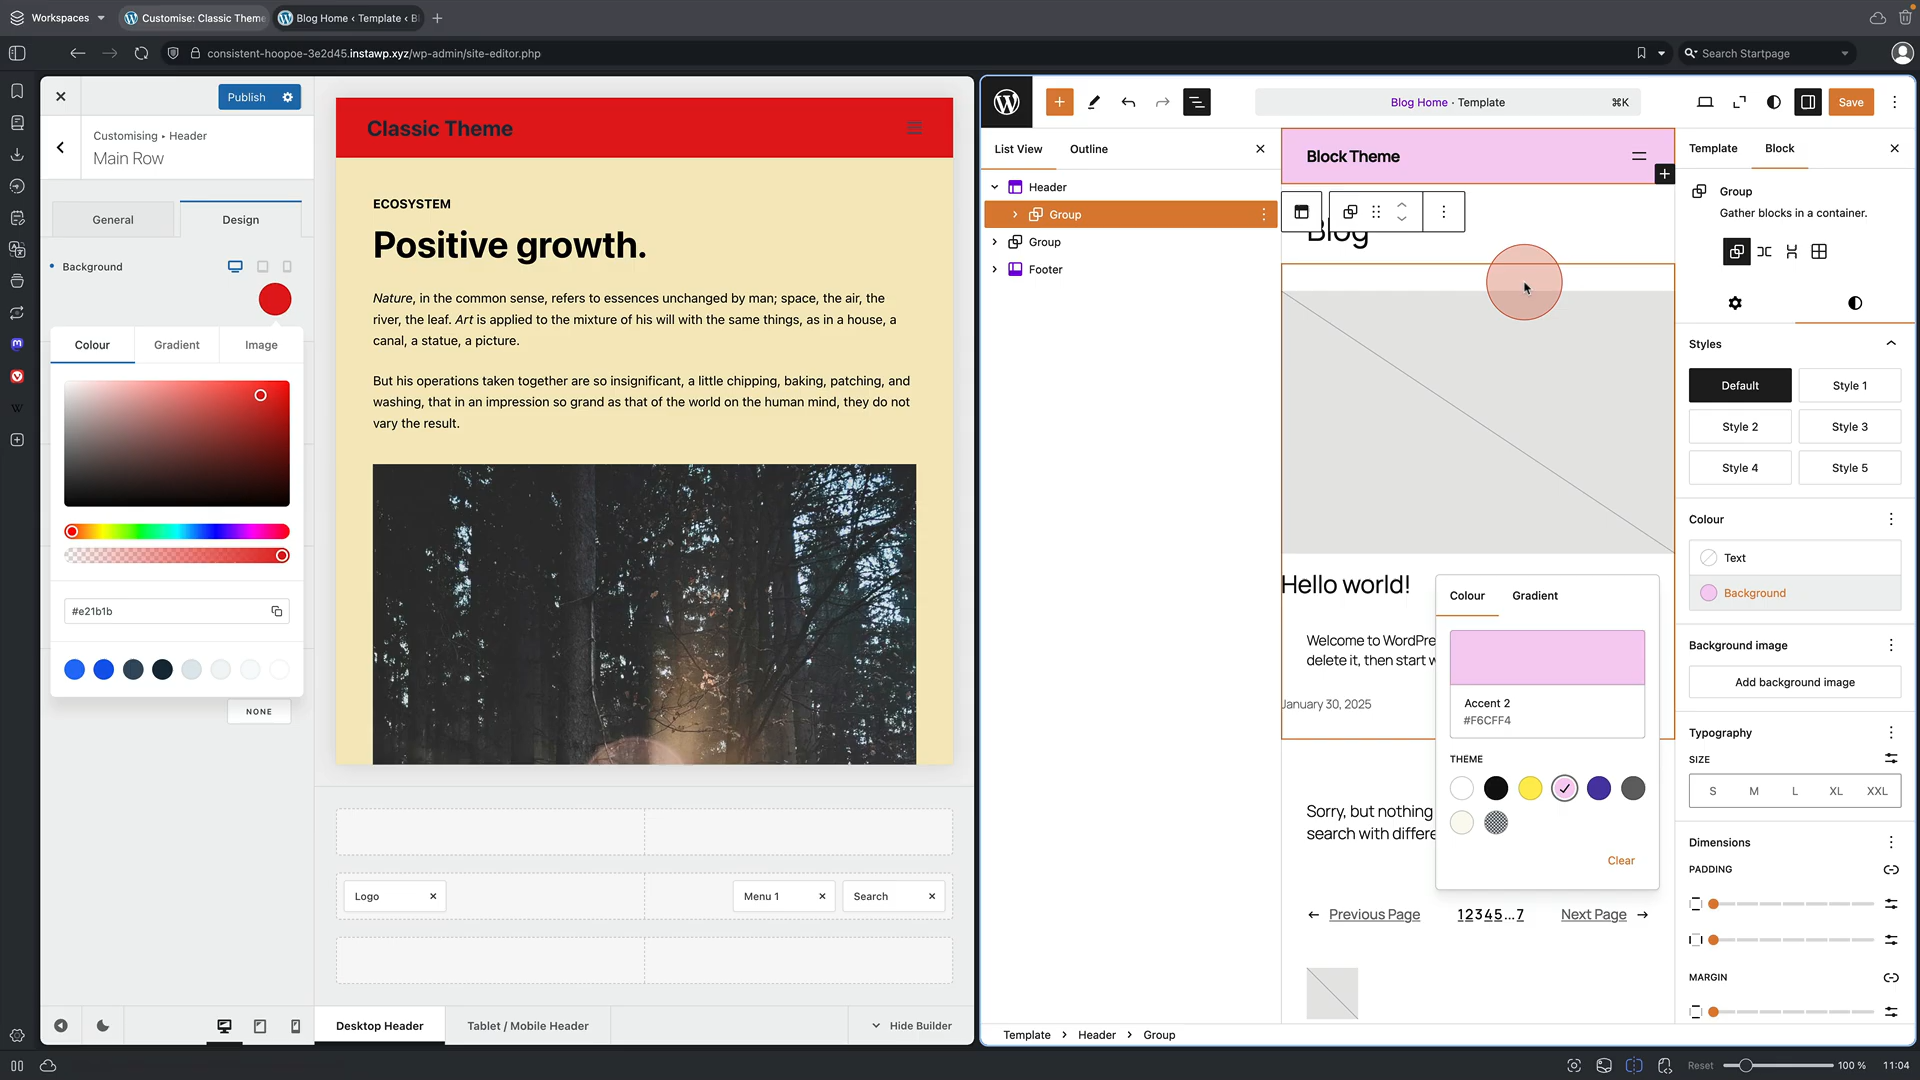 Workspaces
Customise: Classic Theme
Blog Home ‹ Template ‹ Bl
consistent-hoopoe-3e2d45.instawp.xyz/wp-admin/site-editor.php
Search Startpage
Publish
Customising ▸ Header
Main Row
General
Design
Background
Colour
Gradient
Image
#e21b1b
NONE
Classic Theme
ECOSYSTEM
Positive growth.
Nature, in the common sense, refers to essences unchanged by man; space, the air, the
river, the leaf. Art is applied to the mixture of his will with the same things, as in a house, a
canal, a statue, a picture.
But his operations taken together are so insignificant, a little chipping, baking, patching, and
washing, that in an impression so grand as that of the world on the human mind, they do not
vary the result.
Logo
Menu 1
Search
Desktop Header
Tablet / Mobile Header
Hide Builder
Blog Home · Template
⌘K
Save
List View
Outline
Header
Group
Group
Footer
Block Theme
Blog
Hello world!
Welcome to WordPre
delete it, then start w
January 30, 2025
Sorry, but nothing
search with differe
Previous Page
12345...7
Next Page
Colour
Gradient
Accent 2
#F6CFF4
THEME
Clear
Template > Header > Group
Template
Block
Group
Gather blocks in a container.
Styles
Default
Style 1
Style 2
Style 3
Style 4
Style 5
Colour
Text
Background
Background image
Add background image
Typography
SIZE
S
M
L
XL
XXL
Dimensions
PADDING
MARGIN
Reset
100 %
11:04